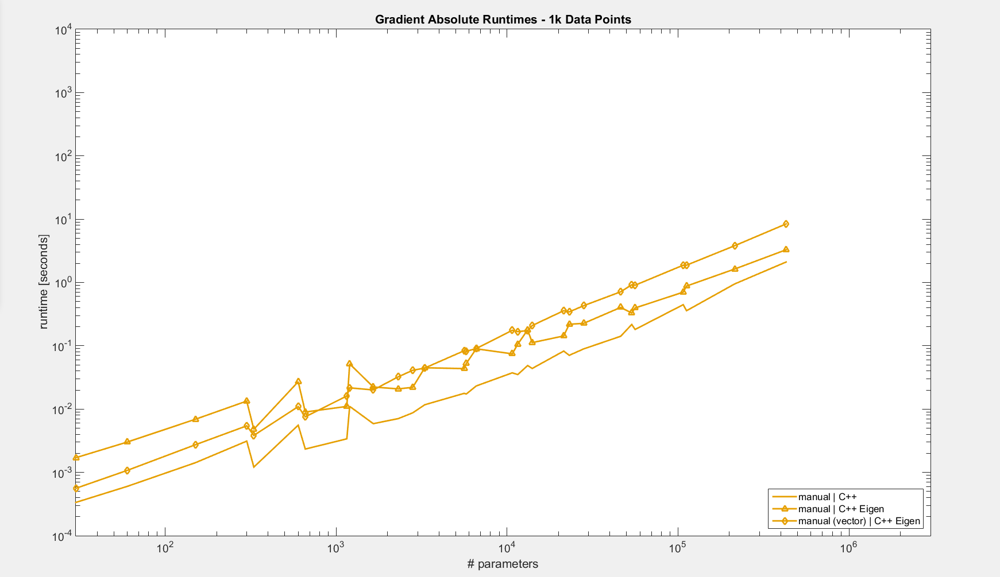 Gradient Absolute Runtimes - 1k Data Points
10^4
10^3
10^2
10^1
10^0
10^-1
10^-2
10^-3
10^-4
runtime [seconds]
10^2
10^3
10^4
10^5
10^6
# parameters
manual | C++
manual | C++ Eigen
manual (vector) | C++ Eigen